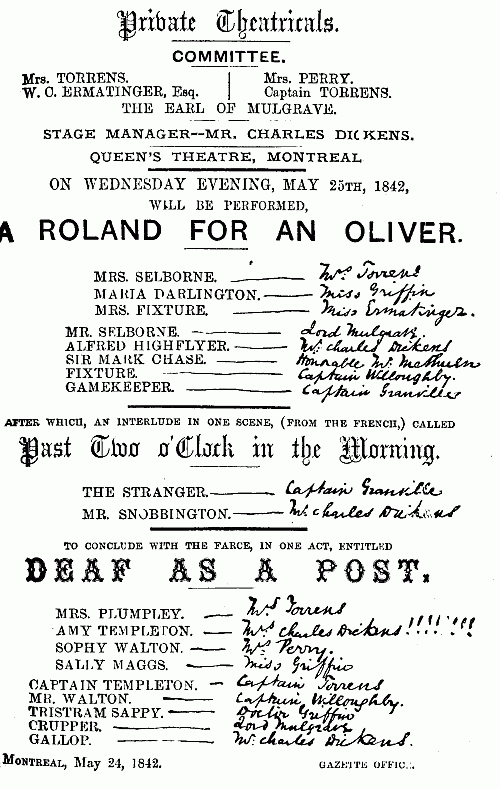 Private Theatricals.
COMMITTEE.
Mrs. TORRENS. Mrs. PERRY.
W. C. ERMATINGER, Esq. Captain TORRENS.
THE EARL OF MULGRAVE.
STAGE MANAGER--MR. CHARLES DICKENS.
QUEEN'S THEATRE, MONTREAL
ON WEDNESDAY EVENING, MAY 25TH, 1842,
WILL BE PERFORMED,
A ROLAND FOR AN OLIVER.
MRS. SELBORNE. Mrs Torrens
MARIA DARLINGTON. Miss Griffin
MRS. FIXTURE. Miss Ermatinger.
MR. SELBORNE. Lord Mulgrave.
ALFRED HIGHFLYER. Mr. Charles Dickens
SIR MARK CHASE. Honorable Mr. Methuen
FIXTURE. Captain Willoughby.
GAMEKEEPER. Captain Granville
AFTER WHICH, AN INTERLUDE IN ONE SCENE, (FROM THE FRENCH,) CALLED
Past Two o'Clock in the Morning.
THE STRANGER. Captain Granville
MR. SNOBBINGTON. Mr. Charles Dickens
TO CONCLUDE WITH THE FARCE, IN ONE ACT, ENTITLED
DEAF AS A POST.
MRS. PLUMPLEY. Mrs Torrens
AMY TEMPLETON. Mrs Charles Dickens!!!!!!!!
SOPHY WALTON. Mrs Perry.
SALLY MAGGS. Miss Griffin
CAPTAIN TEMPLETON. Captain Torrens
MR. WALTON. Captain Willoughby.
TRISTRAM SAPPY. Doctor Griffin
CRUPPER. Lord Mulgrave
GALLOP. Mr. Charles Dickens.
MONTREAL, May 24, 1842. GAZETTE OFFICE.